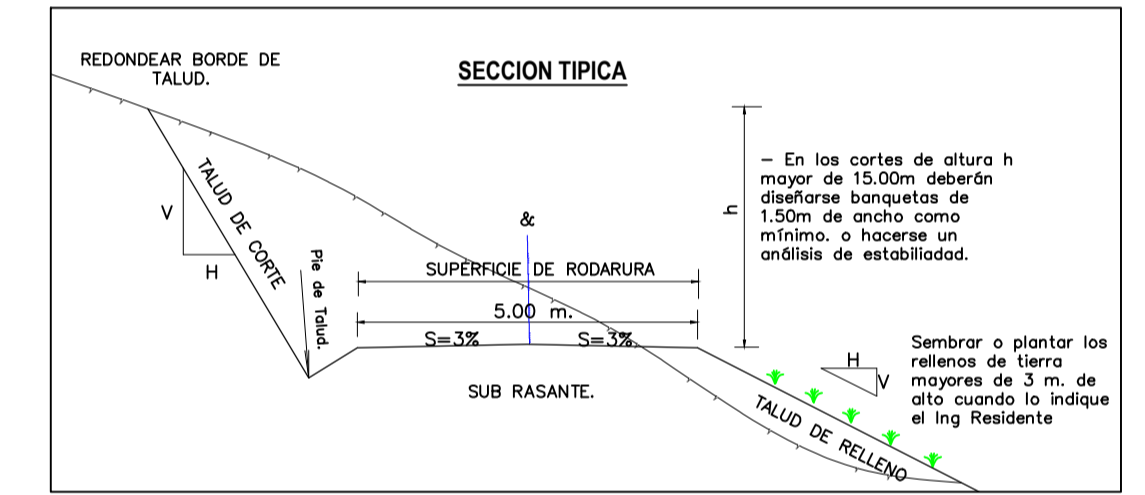 REDONDEAR BORDE DE
TALUD.
SECCION TIPICA
TALUD DE CORTE
V
H
Pie de Talud.
&
SUPERFICIE DE RODARURA
5.00 m.
S=3%
S=3%
SUB RASANTE.
h
– En los cortes de altura h
mayor de 15.00m deberán
diseñarse banquetas de
1.50m de ancho como
mínimo. o hacerse un
análisis de estabiliadad.
H
V
Sembrar o plantar los
rellenos de tierra
mayores de 3 m. de
alto cuando lo indique
el Ing Residente
TALUD DE RELLENO